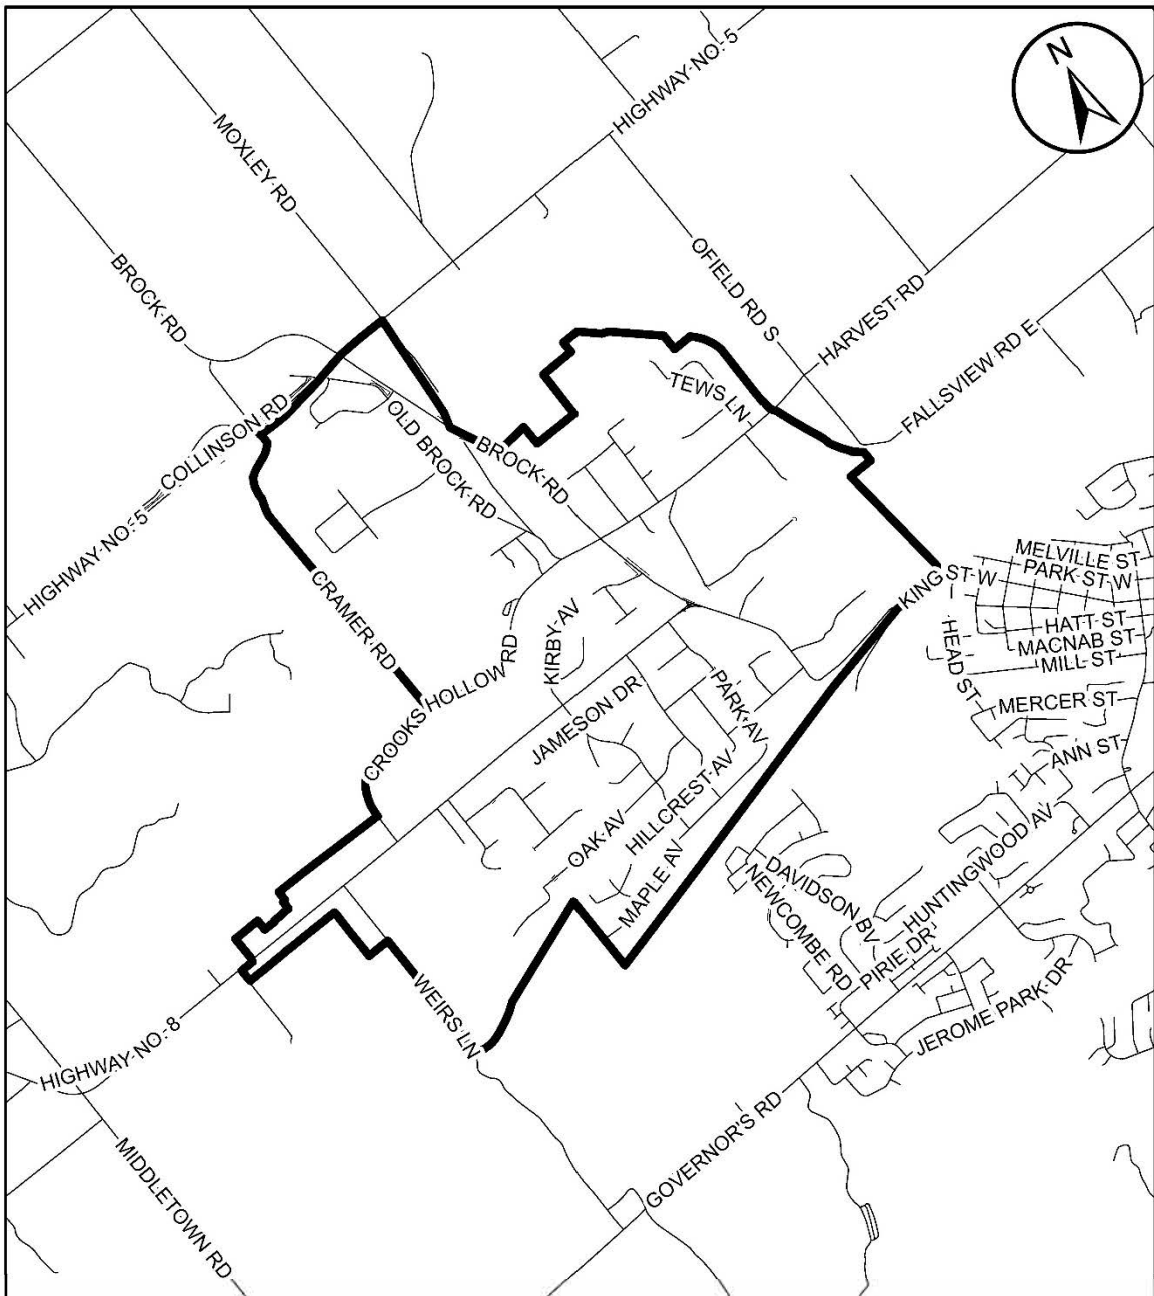 N
HIGHWAY NO. 5
MOXLEY RD
BROCK RD
OFIELD RD S
HARVEST RD
FALLSVIEW RD E
TEWS LN
COLLINSON RD
OLD BROCK RD
BROCK RD
HIGHWAY NO. 5
MELVILLE ST
PARK ST W
KING ST W
HATT ST
MACNAB ST
MILL ST
HEAD ST
MERCER ST
ANN ST
CRAMER RD
KIRBY AV
CROOKS HOLLOW RD
JAMESON DR
PARK AV
HILLCREST AV
OAK AV
MAPLE AV
HUNTINGWOOD AV
DAVIDSON BV
NEWCOMBE RD
PIRIE DR
JEROME PARK DR
WEIRS LN
HIGHWAY NO. 8
GOVERNOR'S RD
MIDDLETOWN RD